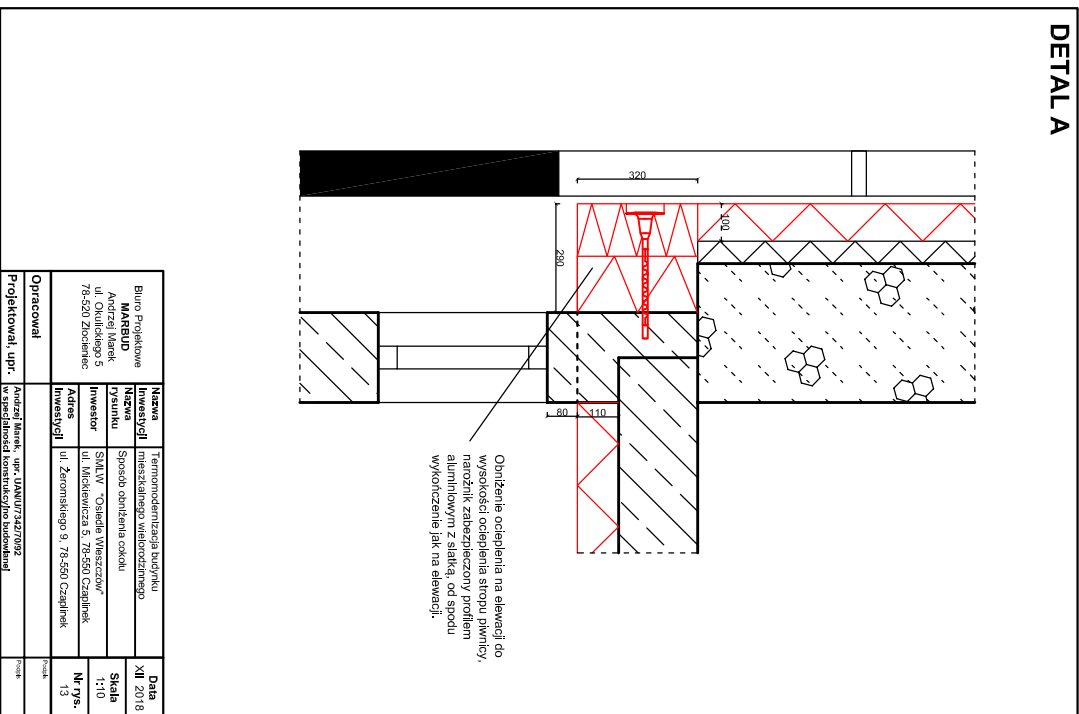 DETAL A
320
100
290
80
110
Obniżenie ocieplenia na elewacji do
wysokości ocieplenia stropu piwnicy,
narożnik zabezpieczony profilem
aluminiowym z siatką, od spodu
wykończenie jak na elewacji.
Biuro Projektowe
MARBUD
Andrzej Marek
ul. Okulickiego 5
78-520 Złocieniec
Nazwa
Inwestycji
Termomodernizacja budynku
mieszkalnego wielorodzinnego
Data
XII 2018
Nazwa
rysunku
Sposób obniżenia cokołu
Skala
1:10
Inwestor
SMLW "Osiedle Wieszczów"
ul. Mickiewicza 5, 78-550 Czaplinek
Nr rys.
13
Adres
Inwestycji
ul. Żeromskiego 9, 78-550 Czaplinek
Opracował
Podpis
Projektował, upr.
Andrzej Marek, upr. UAN/U/7342/70/92
w specjalności konstrukcyjno budowlanej
Podpis